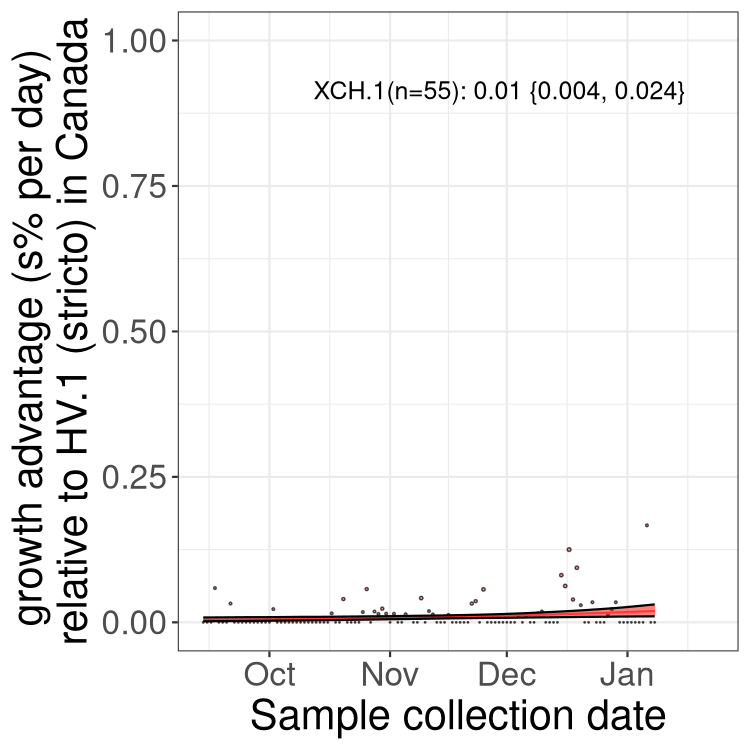 growth advantage (s% per day)
relative to HV.1 (stricto) in Canada
1.00
0.75
0.50
0.25
0.00
XCH.1(n=55): 0.01 {0.004, 0.024}
Oct Nov Dec Jan
Sample collection date